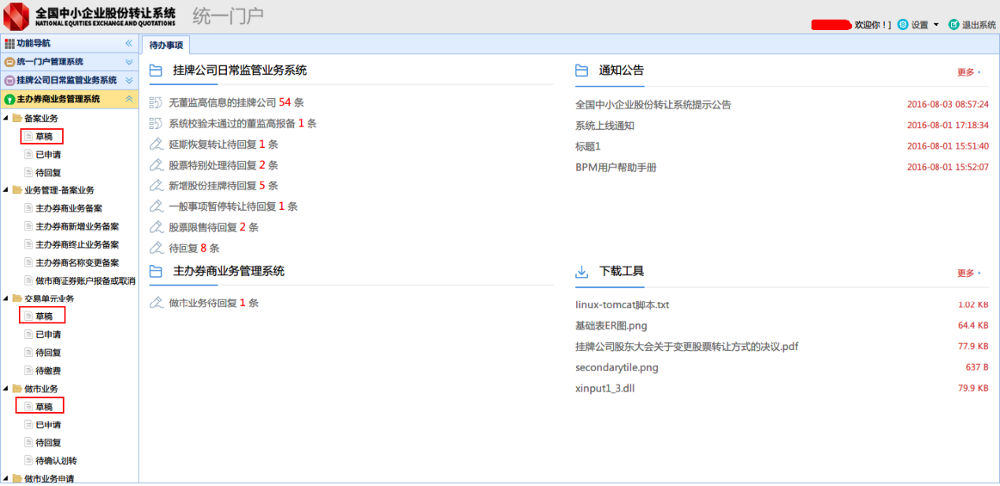 全国中小企业股份转让系统
NATIONAL EQUITIES EXCHANGE AND QUOTATIONS
统一门户
欢迎你！] 设置 退出系统
功能导航
统一门户管理系统
挂牌公司日常监管业务系统
主办券商业务管理系统
备案业务
草稿
已申请
待回复
业务管理-备案业务
主办券商业务备案
主办券商新增业务备案
主办券商终止业务备案
主办券商名称变更备案
做市商证券账户报备或取消
交易单元业务
草稿
已申请
待回复
待缴费
做市业务
草稿
已申请
待回复
待确认划转
做市业务申请
待办事项
挂牌公司日常监管业务系统
无董监高信息的挂牌公司 54 条
系统校验未通过的董监高报备 1 条
延期恢复转让待回复 1 条
股票特别处理待回复 2 条
新增股份挂牌待回复 5 条
一般事项暂停转让待回复 1 条
股票限售待回复 2 条
待回复 8 条
主办券商业务管理系统
做市业务待回复 1 条
通知公告 更多
全国中小企业股份转让系统提示公告 2016-08-03 08:57:24
系统上线通知 2016-08-01 17:18:34
标题1 2016-08-01 15:51:40
BPM用户帮助手册 2016-08-01 15:52:07
下载工具 更多
linux-tomcat脚本.txt 1.02 KB
基础表ER图.png 64.4 KB
挂牌公司股东大会关于变更股票转让方式的决议.pdf 77.9 KB
secondarytile.png 637 B
xinput1_3.dll 79.9 KB